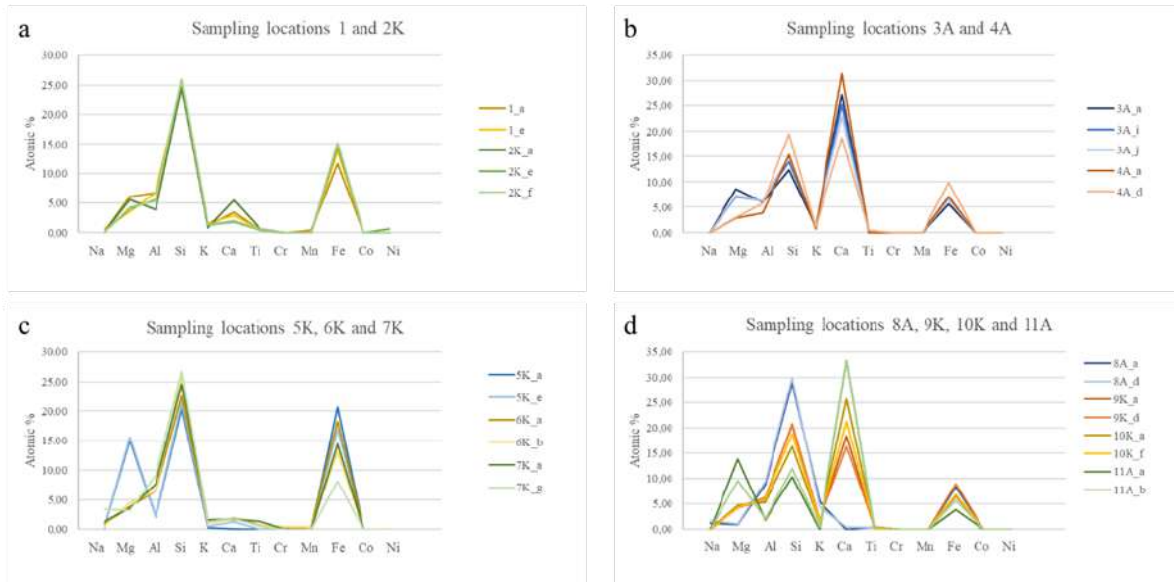 a
Sampling locations 1 and 2K
Atomic %
30,00
25,00
20,00
15,00
10,00
5,00
0,00
Na Mg Al Si K Ca Ti Cr Mn Fe Co Ni
1_a
1_e
2K_a
2K_e
2K_f
b
Sampling locations 3A and 4A
Atomic %
35,00
30,00
25,00
20,00
15,00
10,00
5,00
0,00
Na Mg Al Si K Ca Ti Cr Mn Fe Co Ni
3A_a
3A_i
3A_j
4A_a
4A_d
c
Sampling locations 5K, 6K and 7K
Atomic %
30,00
25,00
20,00
15,00
10,00
5,00
0,00
Na Mg Al Si K Ca Ti Cr Mn Fe Co Ni
5K_a
5K_e
6K_a
6K_b
7K_a
7K_g
d
Sampling locations 8A, 9K, 10K and 11A
Atomic %
35,00
30,00
25,00
20,00
15,00
10,00
5,00
0,00
Na Mg Al Si K Ca Ti Cr Mn Fe Co Ni
8A_a
8A_d
9K_a
9K_d
10K_a
10K_f
11A_a
11A_b